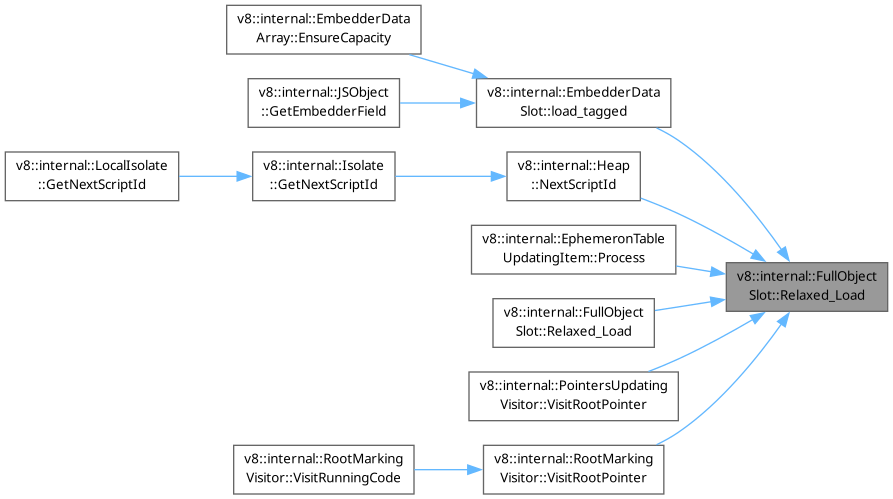 v8::internal::EmbedderData
Array::EnsureCapacity
v8::internal::JSObject
::GetEmbedderField
v8::internal::EmbedderData
Slot::load_tagged
v8::internal::LocalIsolate
::GetNextScriptId
v8::internal::Isolate
::GetNextScriptId
v8::internal::Heap
::NextScriptId
v8::internal::EphemeronTable
UpdatingItem::Process
v8::internal::FullObject
Slot::Relaxed_Load
v8::internal::FullObject
Slot::Relaxed_Load
v8::internal::PointersUpdating
Visitor::VisitRootPointer
v8::internal::RootMarking
Visitor::VisitRunningCode
v8::internal::RootMarking
Visitor::VisitRootPointer